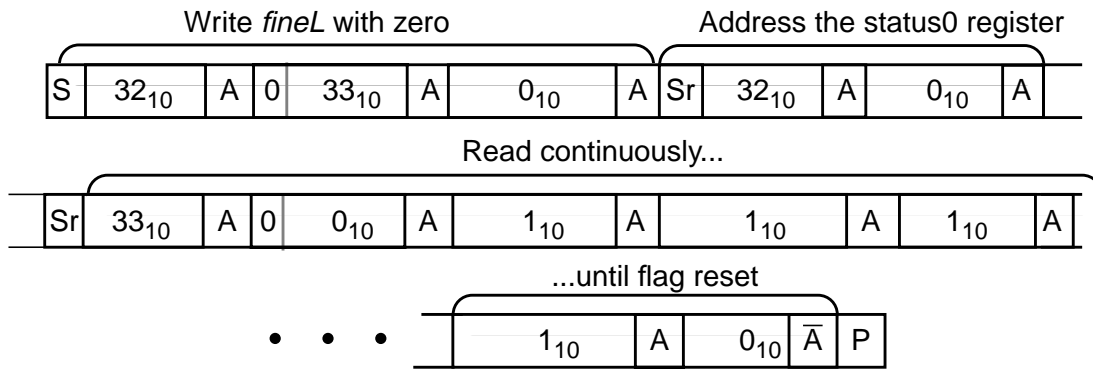 Write fineL with zero Address the status0 register
S 32₁₀ A 0 33₁₀ A 0₁₀ A Sr 32₁₀ A 0₁₀ A
Read continuously...
Sr 33₁₀ A 0 0₁₀ A 1₁₀ A 1₁₀ A 1₁₀ A
...until flag reset
• • • 1₁₀ A 0₁₀ A̅ P